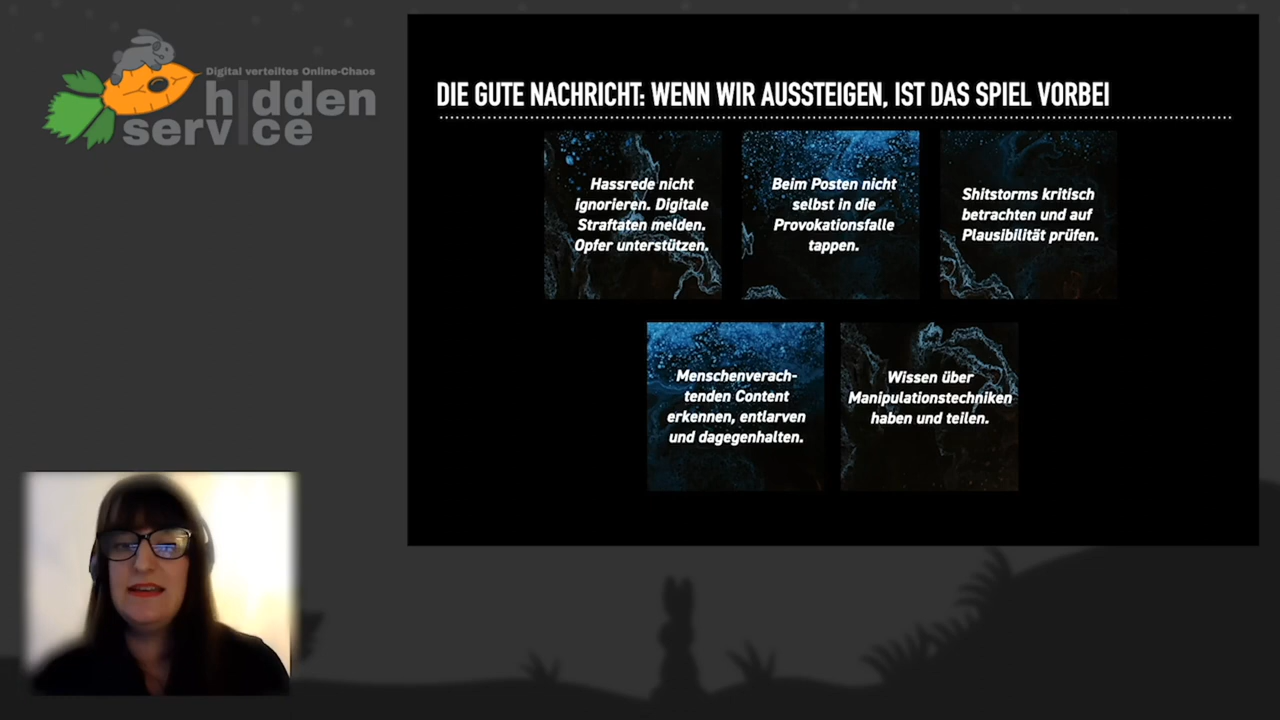 Digital verteiltes Online-Chaos
hidden
service
DIE GUTE NACHRICHT: WENN WIR AUSSTEIGEN, IST DAS SPIEL VORBEI
Hassrede nicht
ignorieren. Digitale
Straftaten melden.
Opfer unterstützen.
Beim Posten nicht
selbst in die
Provokationsfalle
tappen.
Shitstorms kritisch
betrachten und auf
Plausibilität prüfen.
Menschenverach-
tenden Content
erkennen, entlarven
und dagegenhalten.
Wissen über
Manipulationstechniken
haben und teilen.